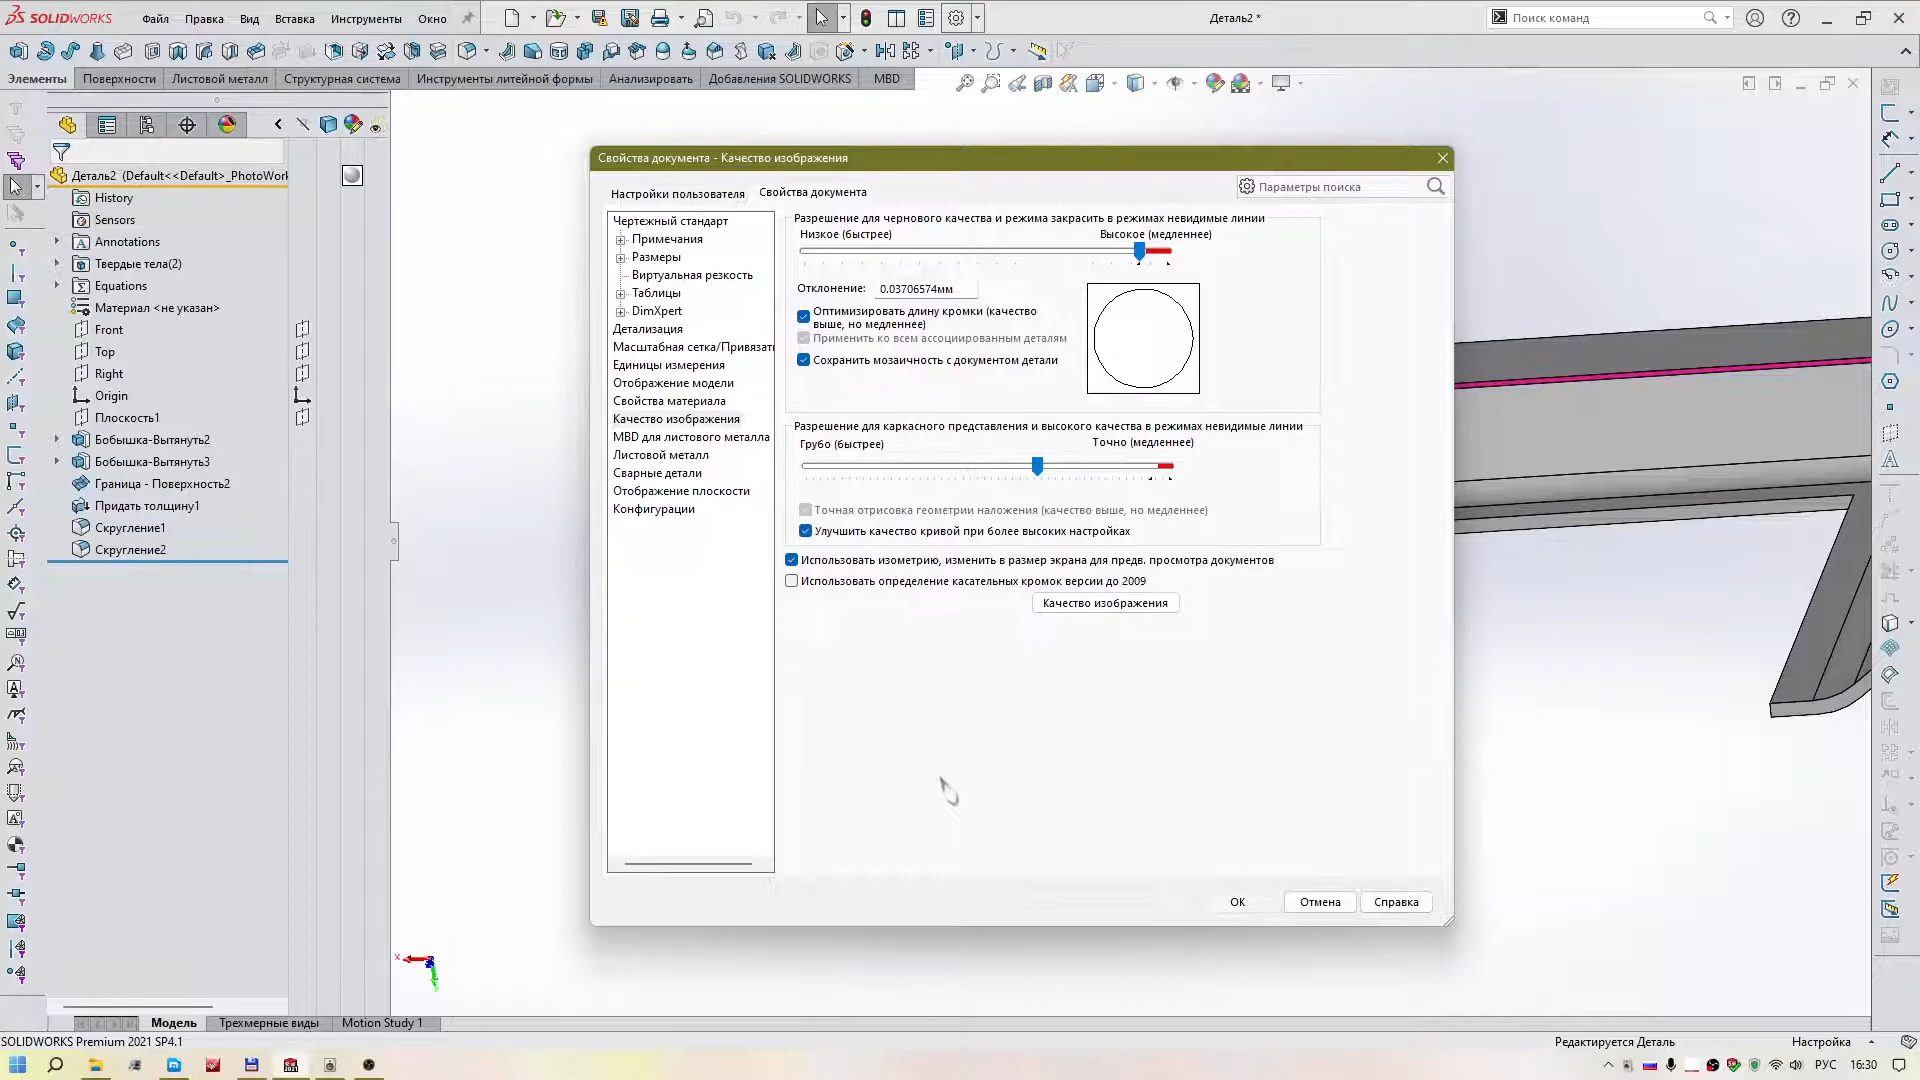 SOLIDWORKS
Файл
Правка
Вид
Вставка
Инструменты
Окно
Деталь2 *
Поиск команд
Элементы
Поверхности
Листовой металл
Структурная система
Инструменты литейной формы
Анализировать
Добавления SOLIDWORKS
MBD
Деталь2 (Default<<Default>_PhotoWork
History
Sensors
Annotations
Твердые тела(2)
Equations
Материал <не указан>
Front
Top
Right
Origin
Плоскость1
Бобышка-Вытянуть2
Бобышка-Вытянуть3
Граница - Поверхность2
Придать толщину1
Скругление1
Скругление2
Свойства документа - Качество изображения
Настройки пользователя
Свойства документа
Параметры поиска
Чертежный стандарт
Примечания
Размеры
Виртуальная резкость
Таблицы
DimXpert
Детализация
Масштабная сетка/Привязать
Единицы измерения
Отображение модели
Свойства материала
Качество изображения
MBD для листового металла
Листовой металл
Сварные детали
Отображение плоскости
Конфигурации
Разрешение для чернового качества и режима закрасить в режимах невидимые линии
Низкое (быстрее)
Высокое (медленнее)
Отклонение:
0.03706574мм
Оптимизировать длину кромки (качество
выше, но медленнее)
Применить ко всем ассоциированным деталям
Сохранить мозаичность с документом детали
Разрешение для каркасного представления и высокого качества в режимах невидимые линии
Грубо (быстрее)
Точно (медленнее)
Точная отрисовка геометрии наложения (качество выше, но медленнее)
Улучшить качество кривой при более высоких настройках
Использовать изометрию, изменить в размер экрана для предв. просмотра документов
Использовать определение касательных кромок версии до 2009
Качество изображения
OK
Отмена
Справка
x
Модель
Трехмерные виды
Motion Study 1
SOLIDWORKS Premium 2021 SP4.1
Редактируется Деталь
Настройка
РУС
16:30